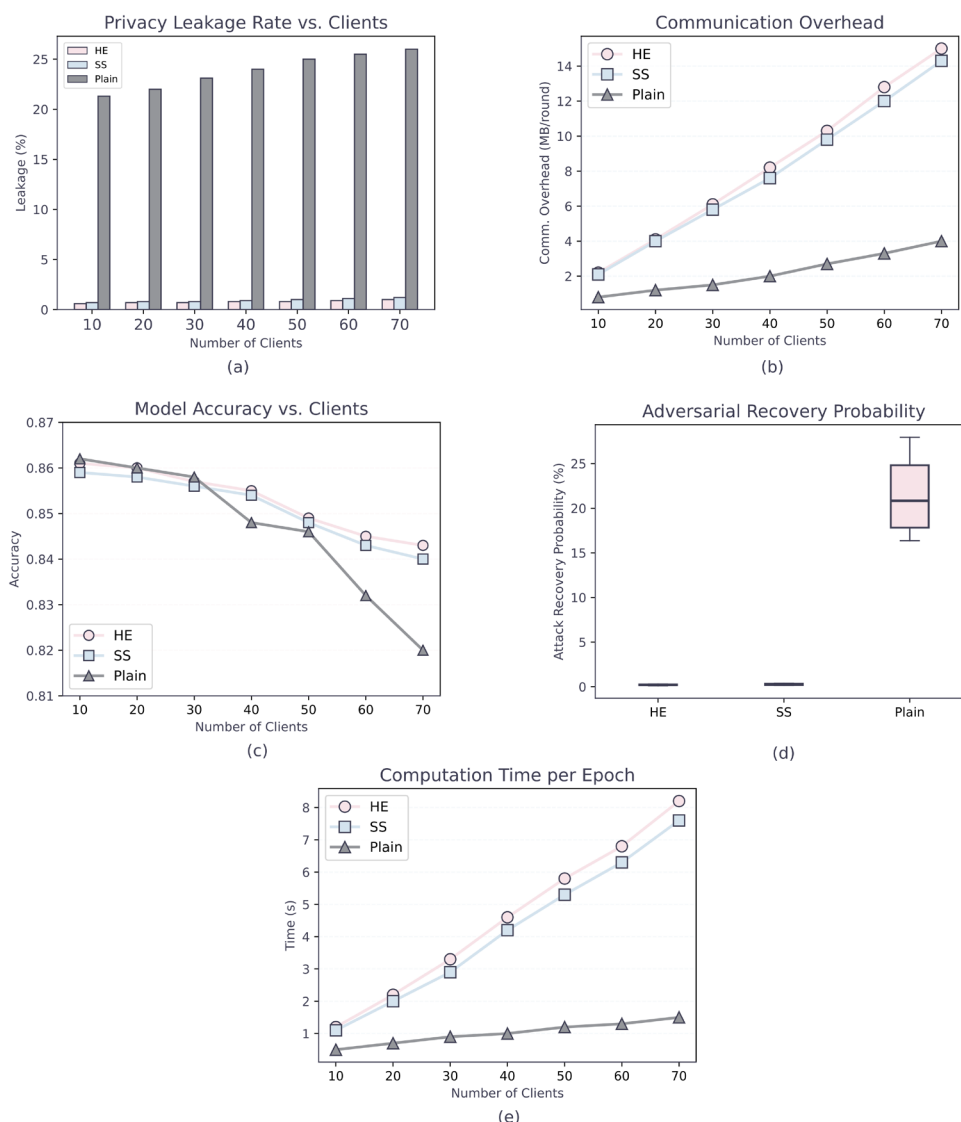 Privacy Leakage Rate vs. Clients
HE
SS
Plain
Leakage (%)
25
20
15
10
5
0
10 20 30 40 50 60 70
Number of Clients
(a)
Communication Overhead
HE
SS
Plain
Comm. Overhead (MB/round)
14
12
10
8
6
4
2
10 20 30 40 50 60 70
Number of Clients
(b)
Model Accuracy vs. Clients
0.87
0.86
0.85
0.84
0.83
0.82
0.81
Accuracy
HE
SS
Plain
10 20 30 40 50 60 70
Number of Clients
(c)
Adversarial Recovery Probability
Attack Recovery Probability (%)
25
20
15
10
5
0
HE SS Plain
(d)
Computation Time per Epoch
HE
SS
Plain
Time (s)
8
7
6
5
4
3
2
1
10 20 30 40 50 60 70
Number of Clients
(e)